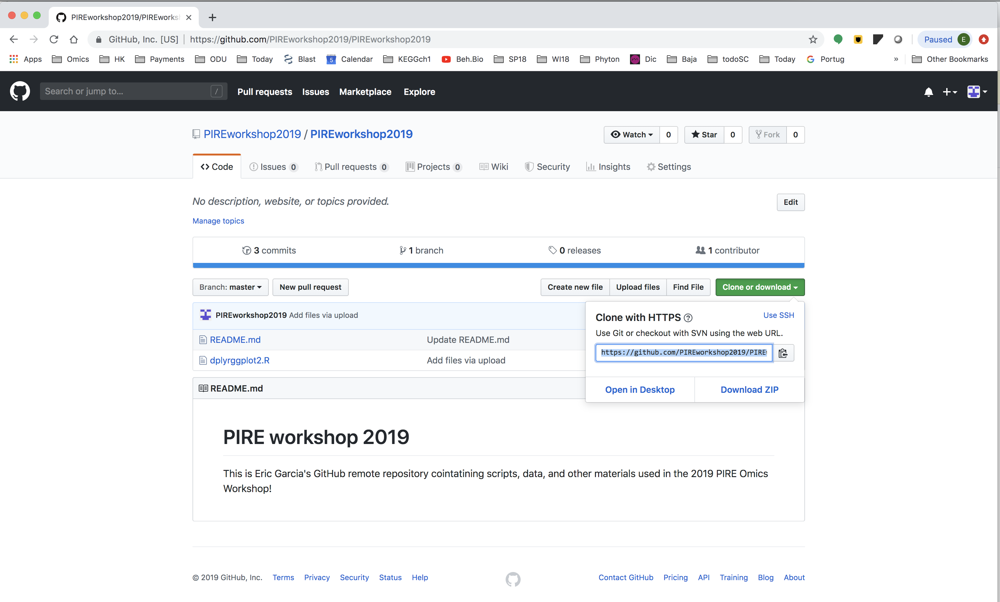 PIREworkshop2019/PIREworks
GitHub, Inc. [US] https://github.com/PIREworkshop2019/PIREworkshop2019 Paused E
Apps Omics HK Payments ODU Today Blast 5 Calendar KEGGch1 Beh.Bio SP18 WI18 Phyton Dic Baja todoSC Today Portug » Other Bookmarks
Search or jump to... / Pull requests Issues Marketplace Explore
PIREworkshop2019 / PIREworkshop2019 Watch 0 Star 0 Fork 0
Code Issues 0 Pull requests 0 Projects 0 Wiki Security Insights Settings
No description, website, or topics provided. Edit
Manage topics
3 commits 1 branch 0 releases 1 contributor
Branch: master New pull request Create new file Upload files Find File Clone or download
PIREworkshop2019 Add files via upload
README.md Update README.md
dplyrggplot2.R Add files via upload
Clone with HTTPS ? Use SSH
Use Git or checkout with SVN using the web URL.
https://github.com/PIREworkshop2019/PIRE
Open in Desktop Download ZIP
README.md
PIRE workshop 2019
This is Eric Garcia's GitHub remote repository cointatining scripts, data, and other materials used in the 2019 PIRE Omics
Workshop!
© 2019 GitHub, Inc. Terms Privacy Security Status Help Contact GitHub Pricing API Training Blog About